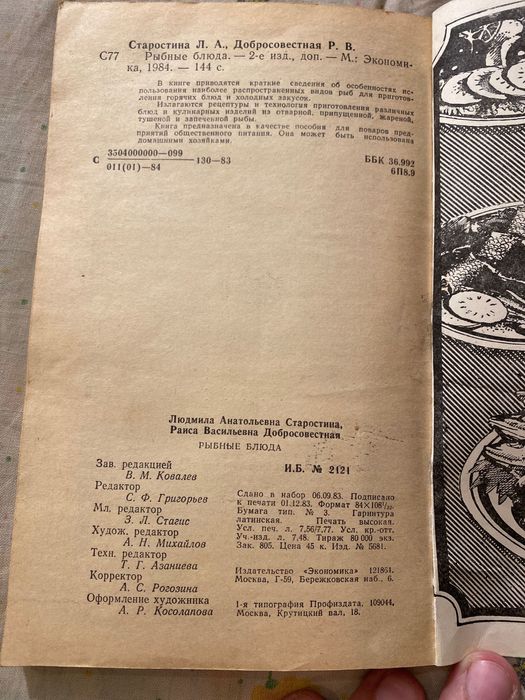 Старостина Л. А., Добросовестная Р. В.
С77 Рыбные блюда. — 2-е изд., доп. — М.: Экономи-
ка, 1984. — 144 с.
В книге приводятся краткие сведения об особенностях ис-
пользования наиболее распространенных видов рыб для приготов-
ления горячих блюд и холодных закусок.
Излагаются рецептуры и технология приготовления различных
блюд и кулинарных изделий из отварной, припущенной, жареной,
тушеной и запеченной рыбы.
Книга предназначена в качестве пособия для поваров пред-
приятий общественного питания. Она может быть использована
домашними хозяйками.
С 3504000000—099
011(01)—84 130—83
ББК 36.992
6П8.9
Людмила Анатольевна Старостина,
Раиса Васильевна Добросовестная
РЫБНЫЕ БЛЮДА
Зав. редакцией
В. М. Ковалев
Редактор
С. Ф. Григорьев
Мл. редактор
З. Л. Стагис
Худож. редактор
А. Н. Михайлов
Техн. редактор
Т. Г. Азаниева
Корректор
А. С. Рогозина
Оформление художника
А. Р. Косолапова
И.Б. № 2121
Сдано в набор 06.09.83. Подписано
к печати 01.12.83. Формат 84×108¹/₃₂.
Бумага тип. № 3. Гарнитура
латинская. Печать высокая.
Усл. печ. л. 7,56/7,77. Усл. кр.-отт.
Уч.-изд. л. 7,48. Тираж 80 000 экз.
Зак. 805. Цена 45 к. Изд. № 5681.
Издательство «Экономика» 121864,
Москва, Г-59, Бережковская наб., 6.
1-я типография Профиздата, 109044,
Москва, Крутицкий вал, 18.